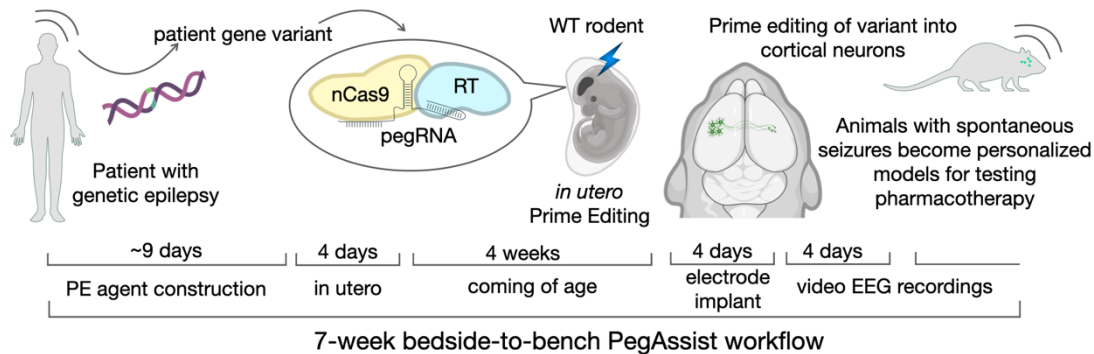 patient gene variant
Patient with
genetic epilepsy
nCas9
RT
pegRNA
WT rodent
in utero
Prime Editing
Prime editing of variant into
cortical neurons
Animals with spontaneous
seizures become personalized
models for testing
pharmacotherapy
~9 days
4 days
4 weeks
4 days
4 days
PE agent construction
in utero
coming of age
electrode
implant
video EEG recordings
7-week bedside-to-bench PegAssist workflow